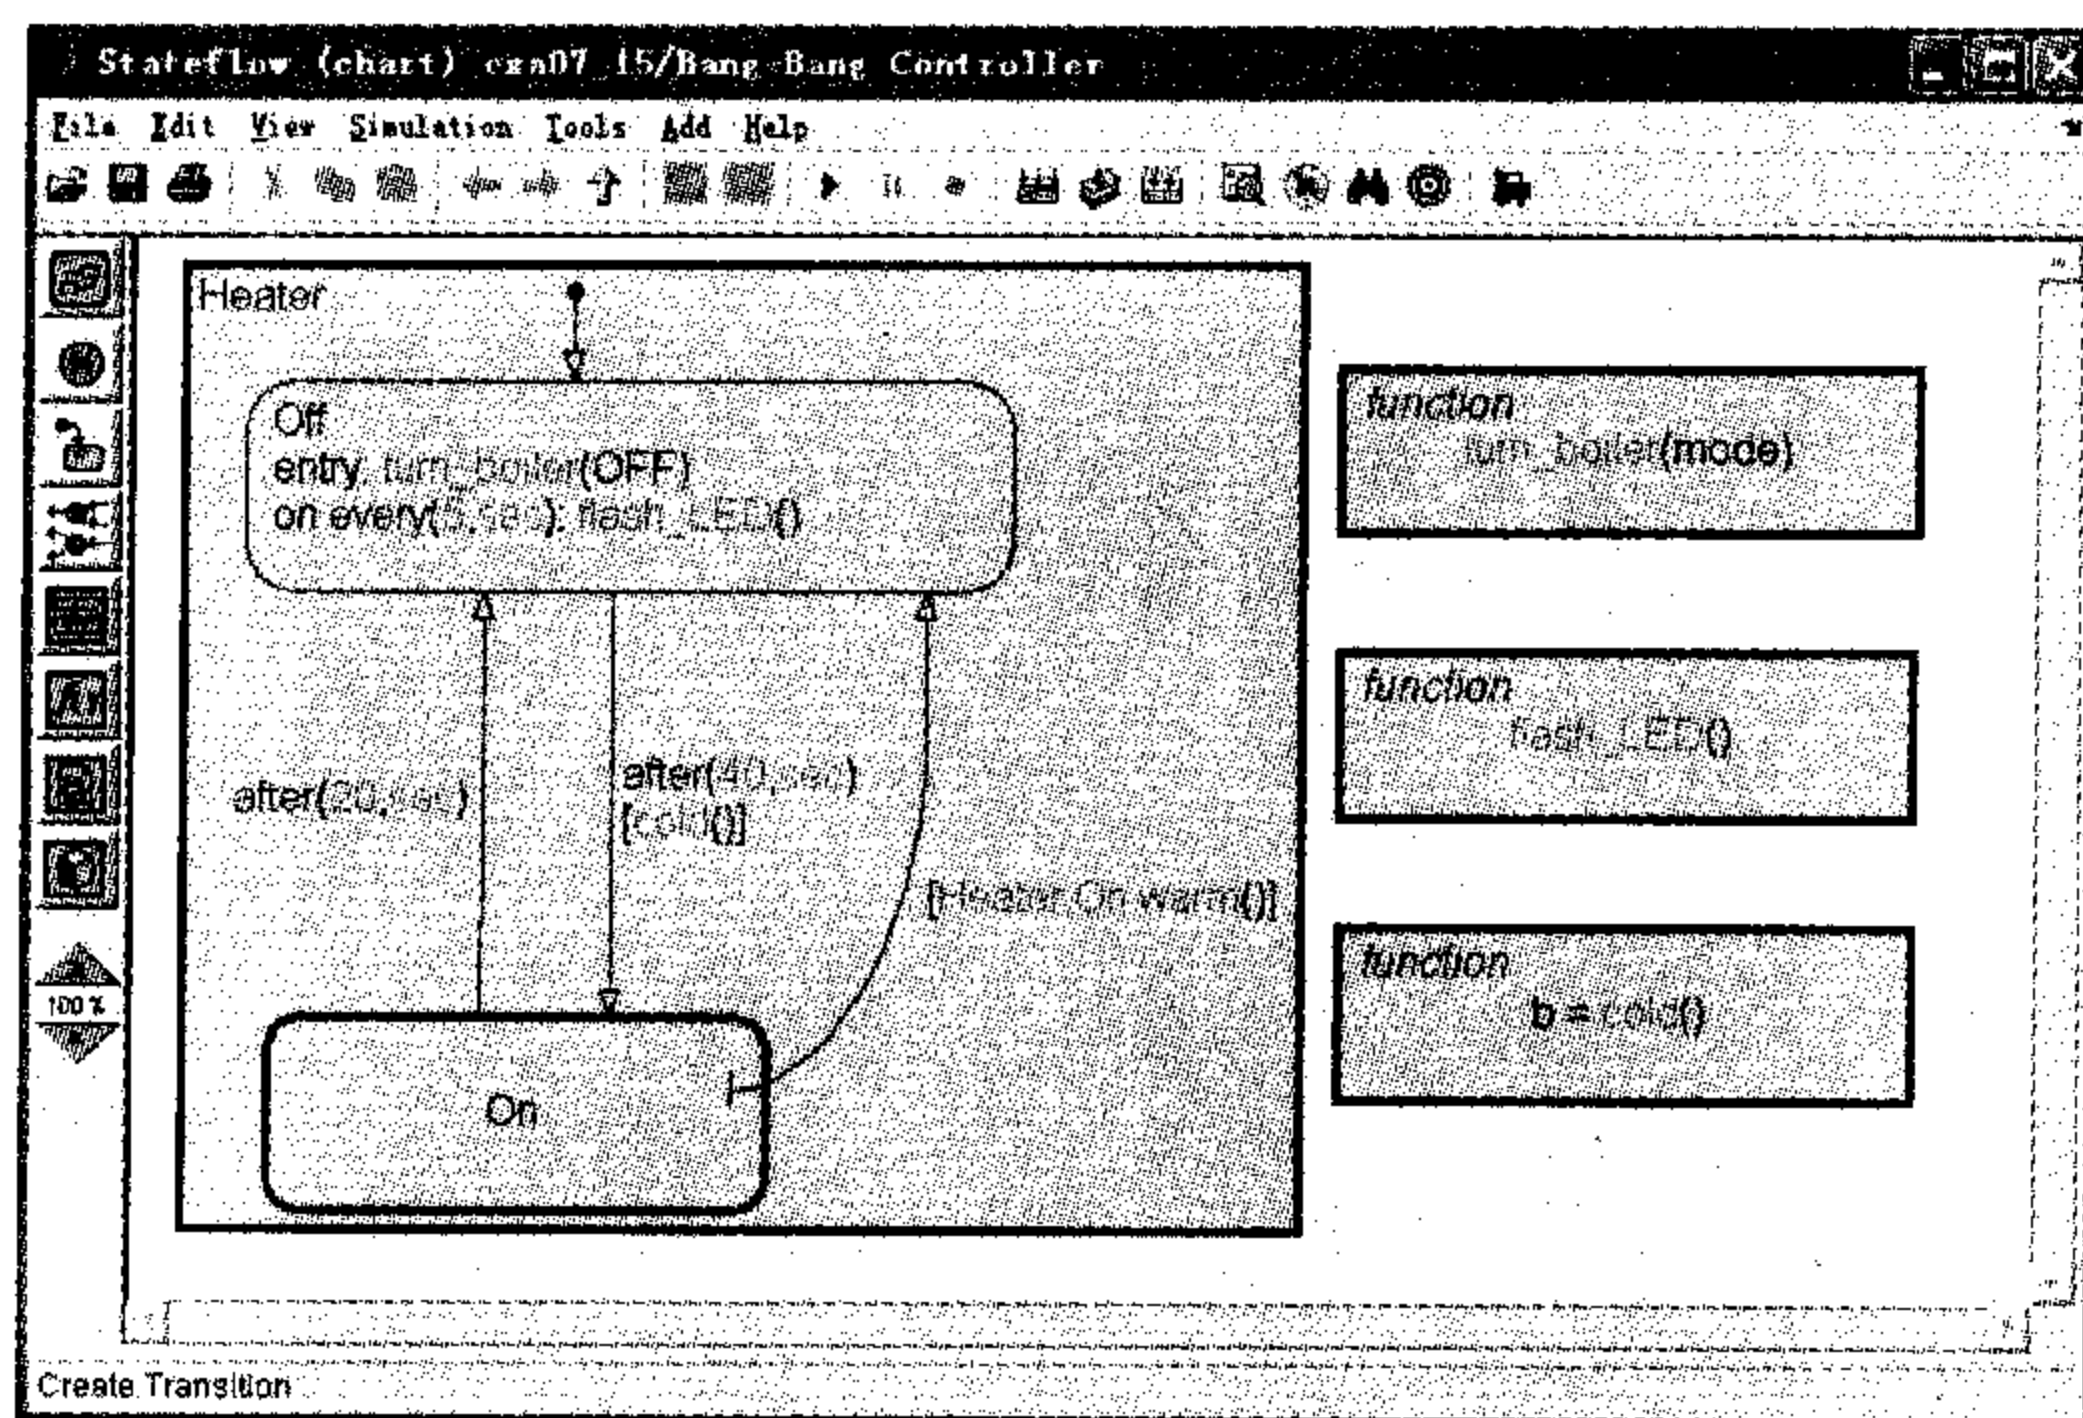 Stateflow (chart) exa07_15/Bang-Bang Controller
File Edit View Simulation Tools Add Help
Heater
Off
entry: turn_boiler(OFF)
on every(5,sec): flash_LED()
after(20,sec)
after(40,sec)
[cold()]
[Heater.On.warm()]
On
function
turn_boiler(mode)
function
flash_LED()
function
b = cold()
100 %
Create Transition